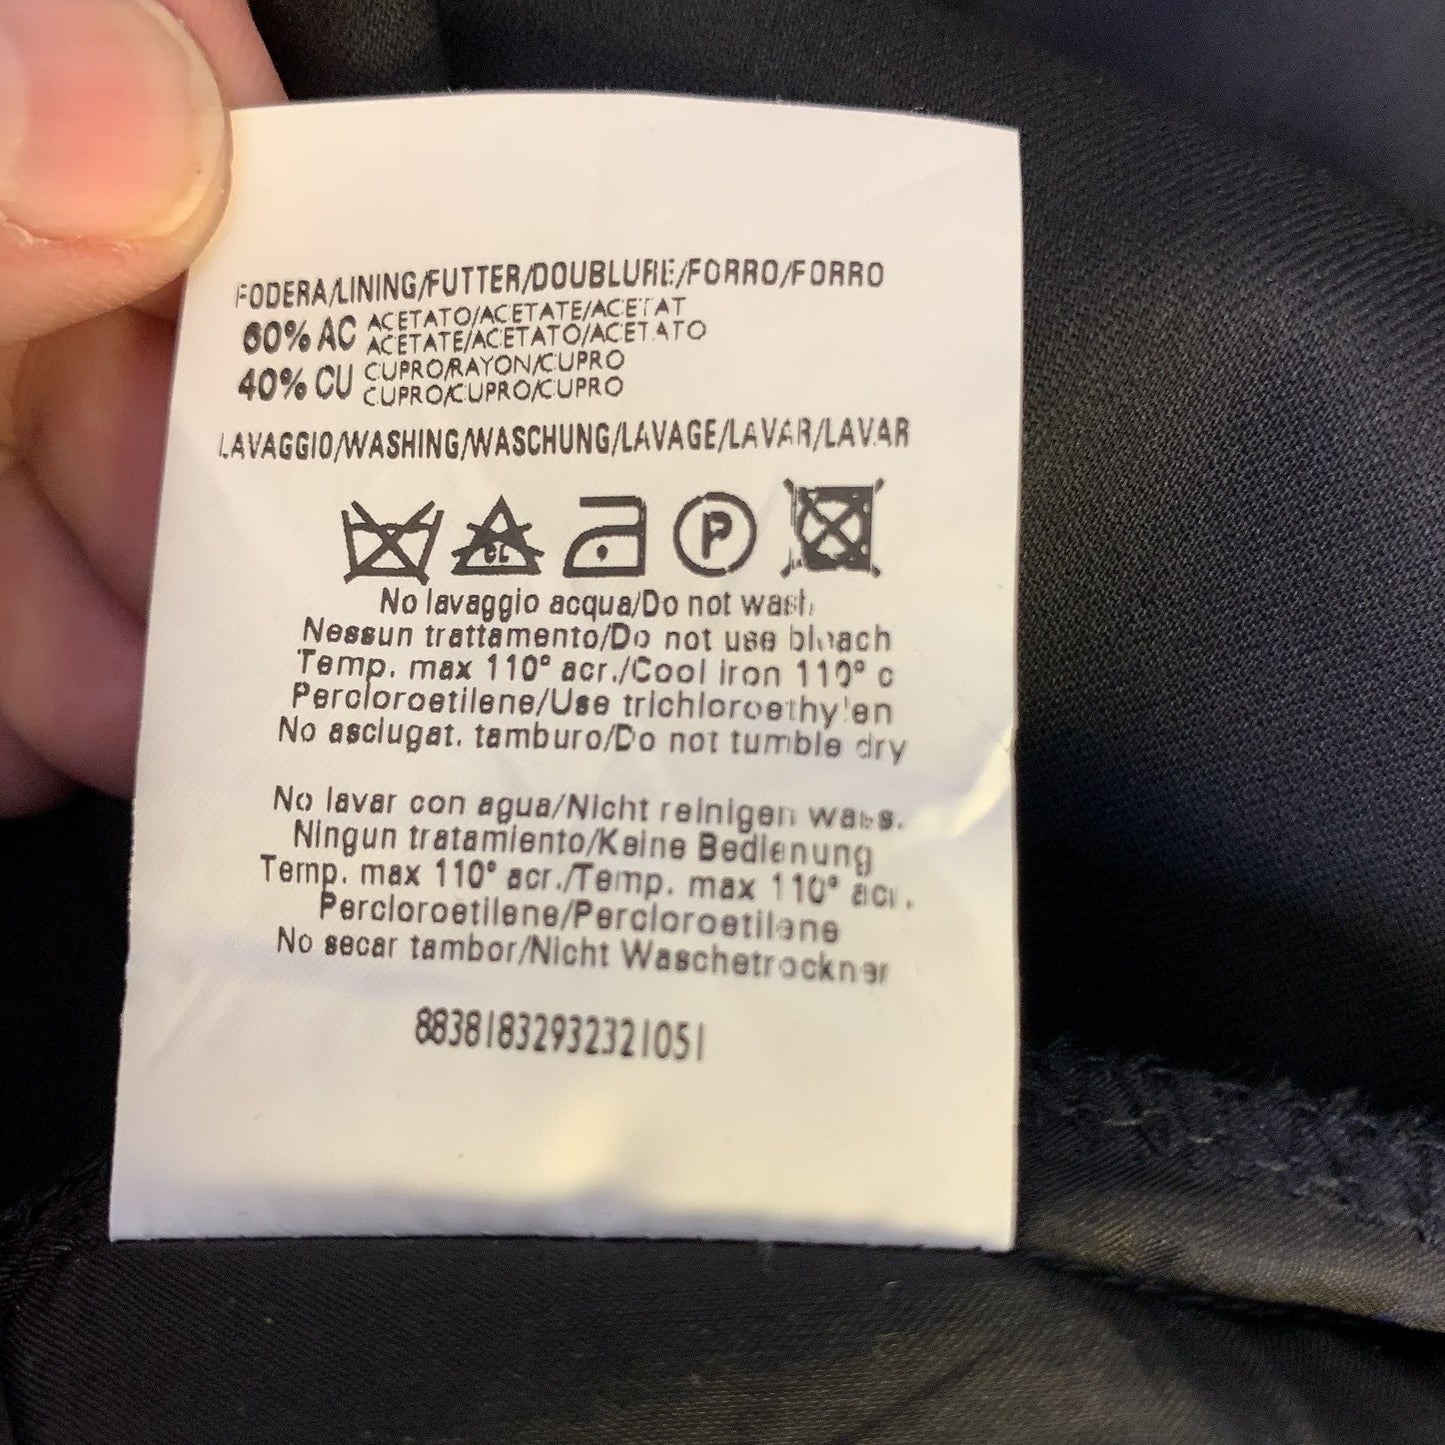 FODERA/LINING/FUTTER/DOUBLURE/FORRO/FORRO
60% AC ACETATO/ACETATE/ACETAT
ACETATE/ACETATO/ACETATO
40% CU CUPRO/RAYON/CUPRO
CUPRO/CUPRO/CUPRO
LAVAGGIO/WASHING/WASCHUNG/LAVAGE/LAVAR/LAVAR
CL P
No lavaggio acqua/Do not wash
Nessun trattamento/Do not use bleach
Temp. max 110° acr./Cool iron 110° c
Percloroetilene/Use trichloroethylen
No asciugat. tamburo/Do not tumble dry
No lavar con agua/Nicht reinigen wass.
Ningun tratamiento/Keine Bedienung
Temp. max 110° acr./Temp. max 110° acr.
Percloroetilene/Percloroetilene
No secar tambor/Nicht Waschetrockner
88381832932321051